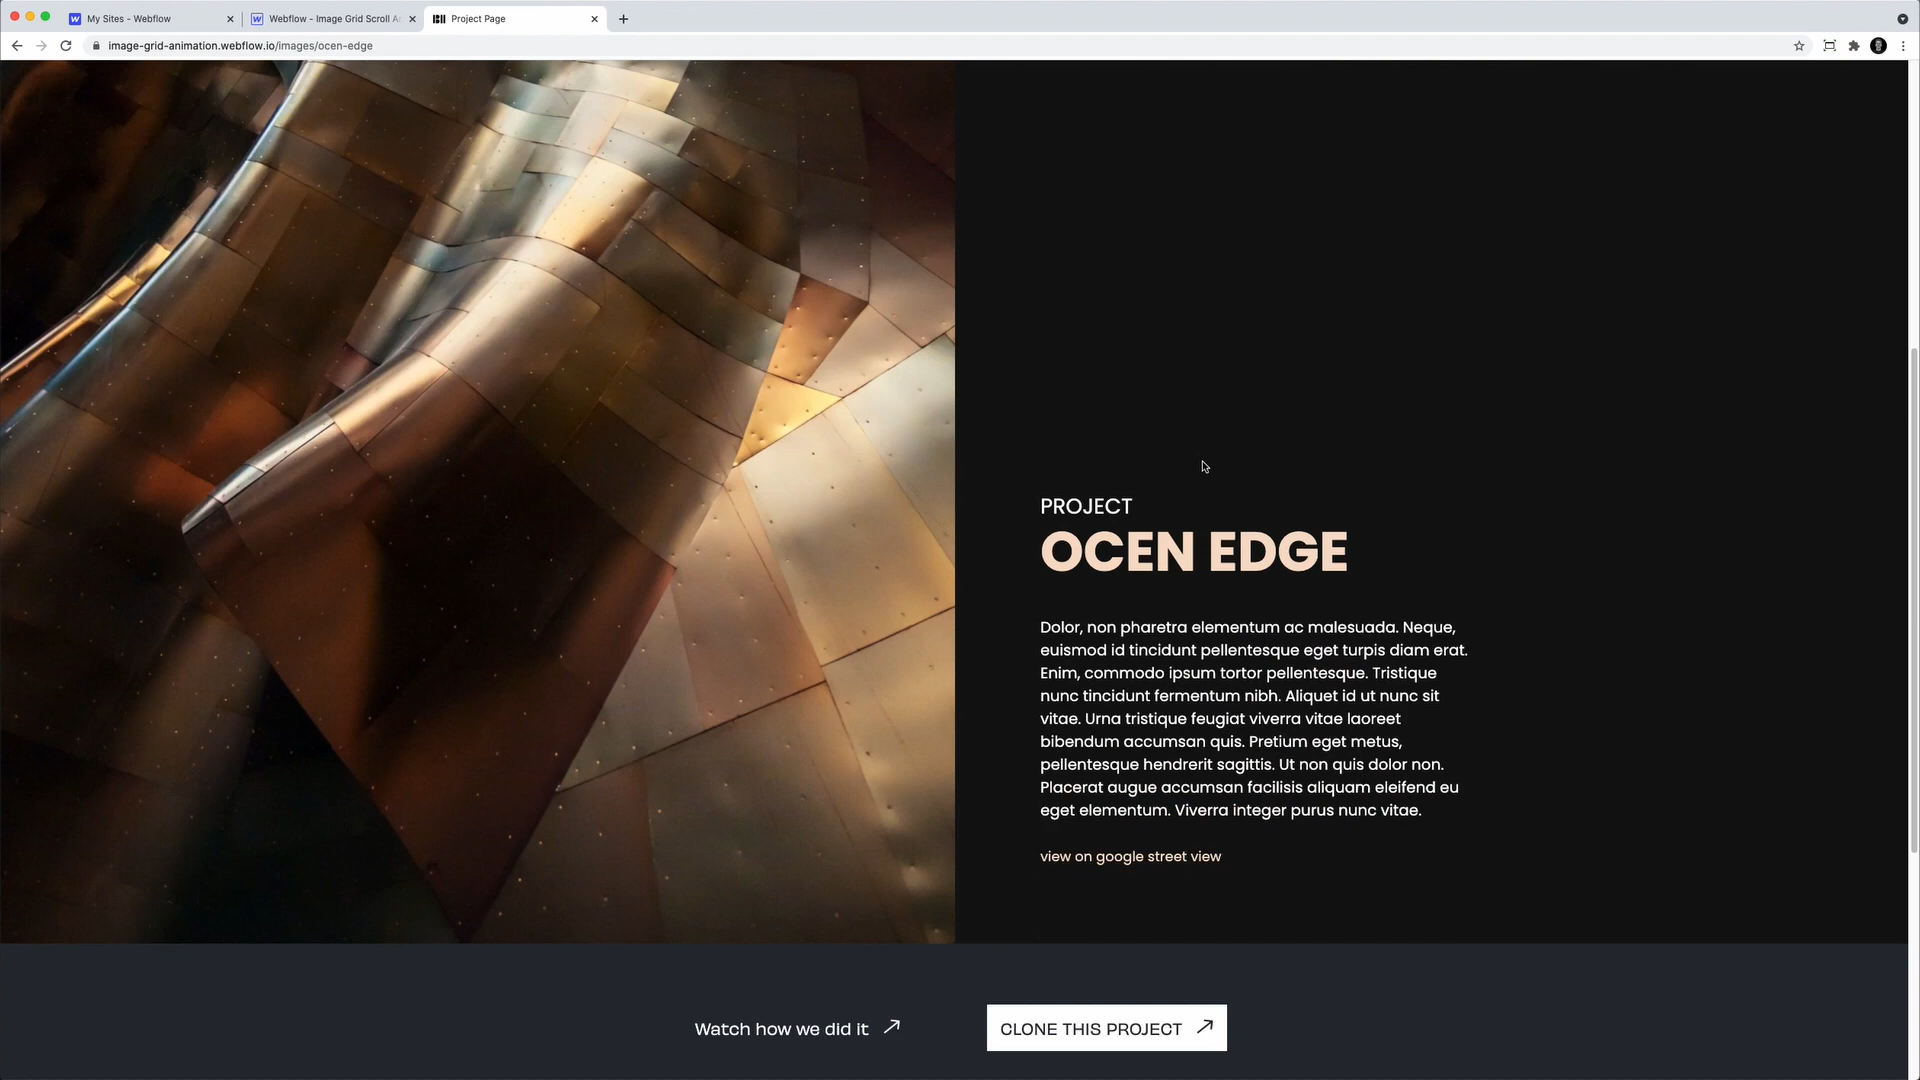 My Sites - Webflow
Webflow - Image Grid Scroll A
Project Page
image-grid-animation.webflow.io/images/ocen-edge
PROJECT
OCEN EDGE
Dolor, non pharetra elementum ac malesuada. Neque,
euismod id tincidunt pellentesque eget turpis diam erat.
Enim, commodo ipsum tortor pellentesque. Tristique
nunc tincidunt fermentum nibh. Aliquet id ut nunc sit
vitae. Urna tristique feugiat viverra vitae laoreet
bibendum accumsan quis. Pretium eget metus,
pellentesque hendrerit sagittis. Ut non quis dolor non.
Placerat augue accumsan facilisis aliquam eleifend eu
eget elementum. Viverra integer purus nunc vitae.
view on google street view
Watch how we did it
CLONE THIS PROJECT